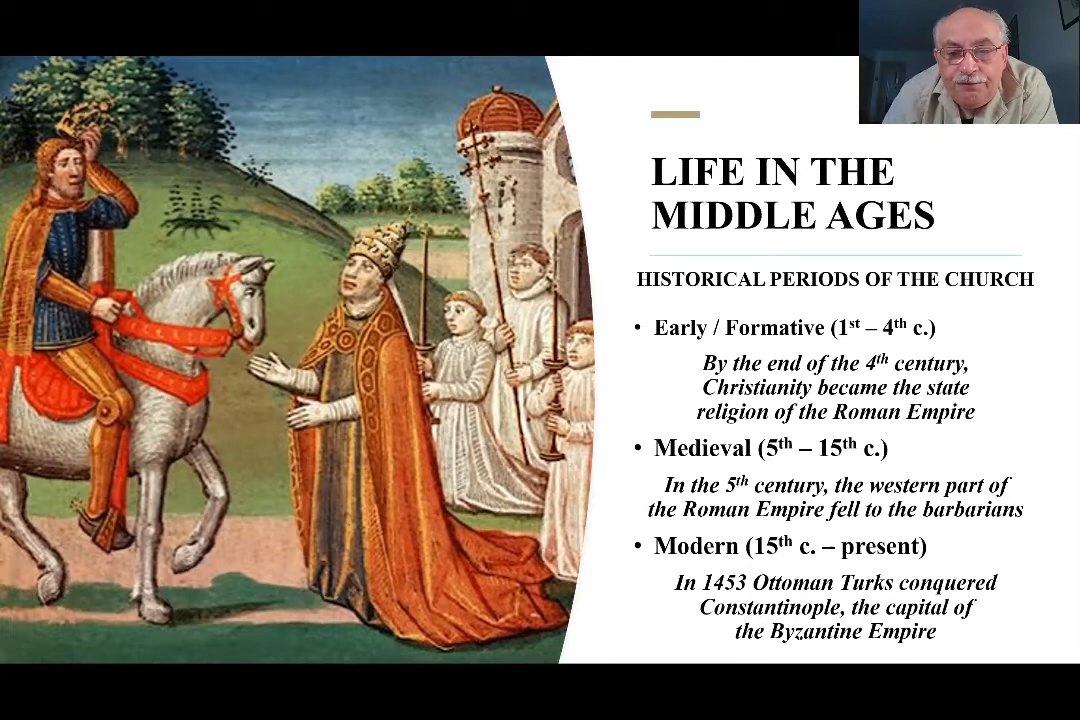 LIFE IN THE
MIDDLE AGES
HISTORICAL PERIODS OF THE CHURCH
• Early / Formative (1st – 4th c.)
By the end of the 4th century,
Christianity became the state
religion of the Roman Empire
• Medieval (5th – 15th c.)
In the 5th century, the western part of
the Roman Empire fell to the barbarians
• Modern (15th c. – present)
In 1453 Ottoman Turks conquered
Constantinople, the capital of
the Byzantine Empire